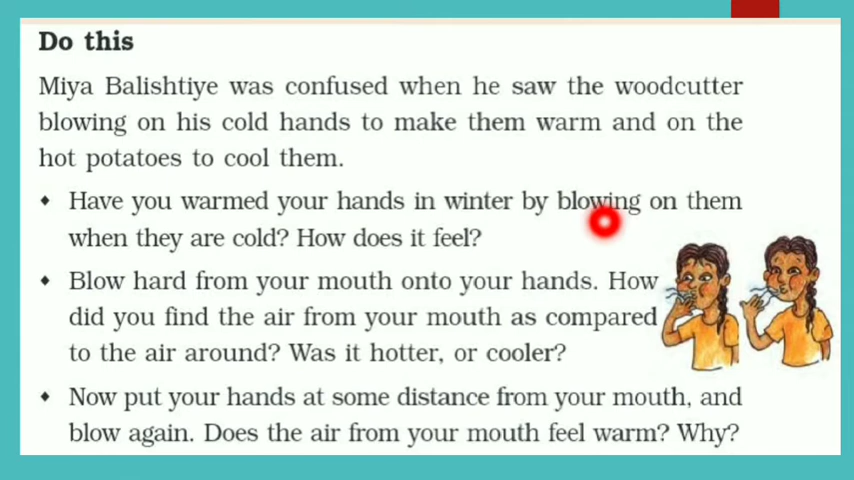 Do this
Miya Balishtiye was confused when he saw the woodcutter
blowing on his cold hands to make them warm and on the
hot potatoes to cool them.
♦ Have you warmed your hands in winter by blowing on them
when they are cold? How does it feel?
♦ Blow hard from your mouth onto your hands. How
did you find the air from your mouth as compared
to the air around? Was it hotter, or cooler?
♦ Now put your hands at some distance from your mouth, and
blow again. Does the air from your mouth feel warm? Why?